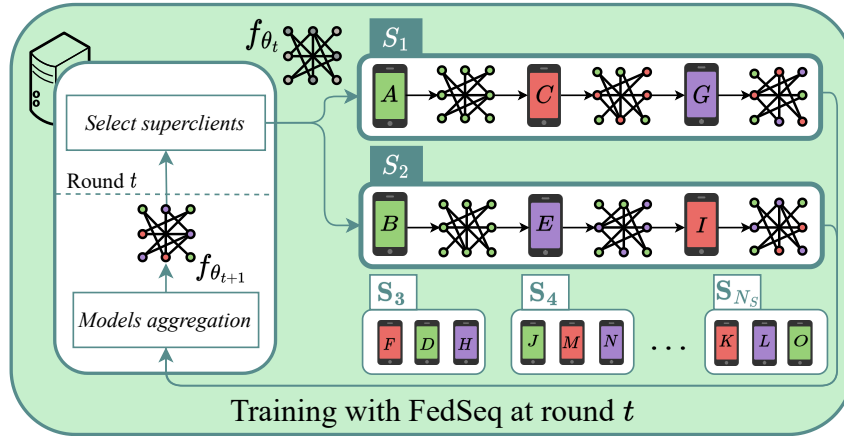 f_{θ_t}
S_1
A C G
Select superclients
Round t
S_2
B E I
f_{θ_{t+1}}
Models aggregation
S_3 S_4 S_{N_S}
F D H J M N ... K L O
Training with FedSeq at round t